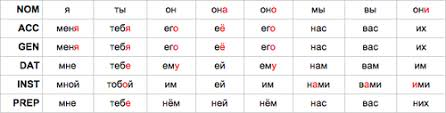 NOM я ты он она оно мы вы они
ACC меня тебя его её его нас вас их
GEN меня тебя его её его нас вас их
DAT мне тебе ему ей ему нам вам им
INST мной тобой им ей им нами вами ими
PREP мне тебе нём ней нём нас вас них